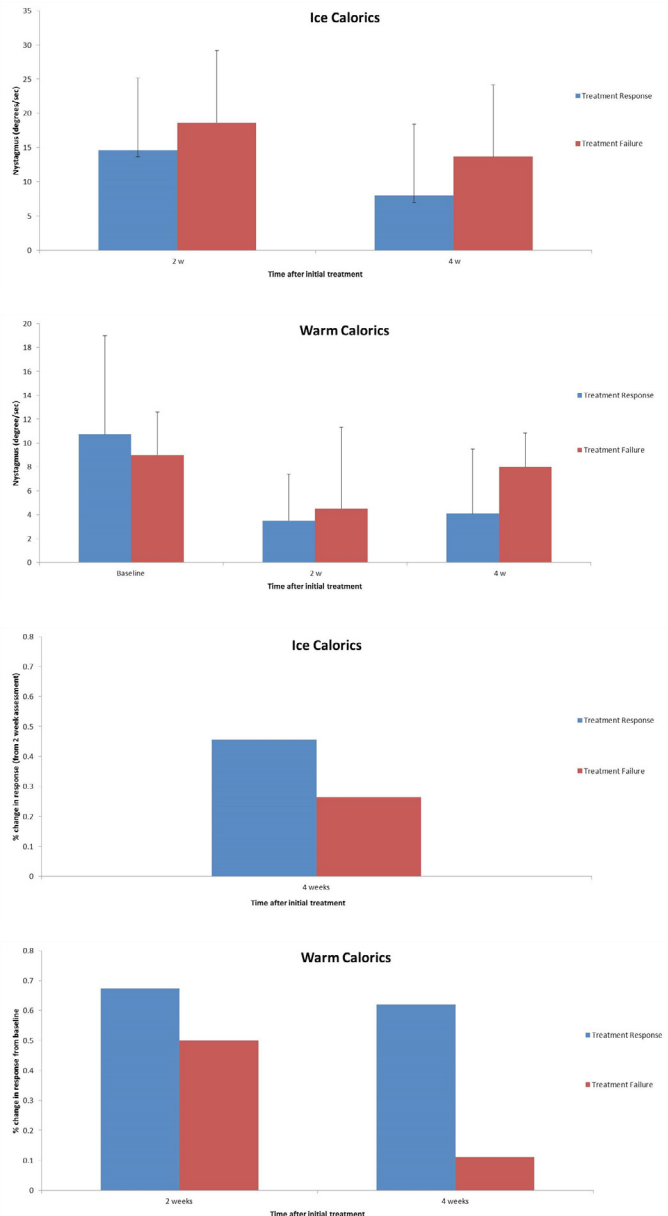 Ice Calorics
35
30
25
20
15
10
5
0
Nystagmus (degrees/sec)
2 w
4 w
Time after initial treatment
Treatment Response
Treatment Failure
Warm Calorics
20
18
16
14
12
10
8
6
4
2
0
Nystagmus (degree/sec)
Baseline
2 w
4 w
Time after initial treatment
Treatment Response
Treatment Failure
Ice Calorics
0.8
0.7
0.6
0.5
0.4
0.3
0.2
0.1
0
% change in response (from 2 week assessment)
4 weeks
Time after initial treatment
Treatment Response
Treatment Failure
Warm Calorics
0.8
0.7
0.6
0.5
0.4
0.3
0.2
0.1
0
% change in response from baseline
2 weeks
4 weeks
Time after initial treatment
Treatment Response
Treatment Failure